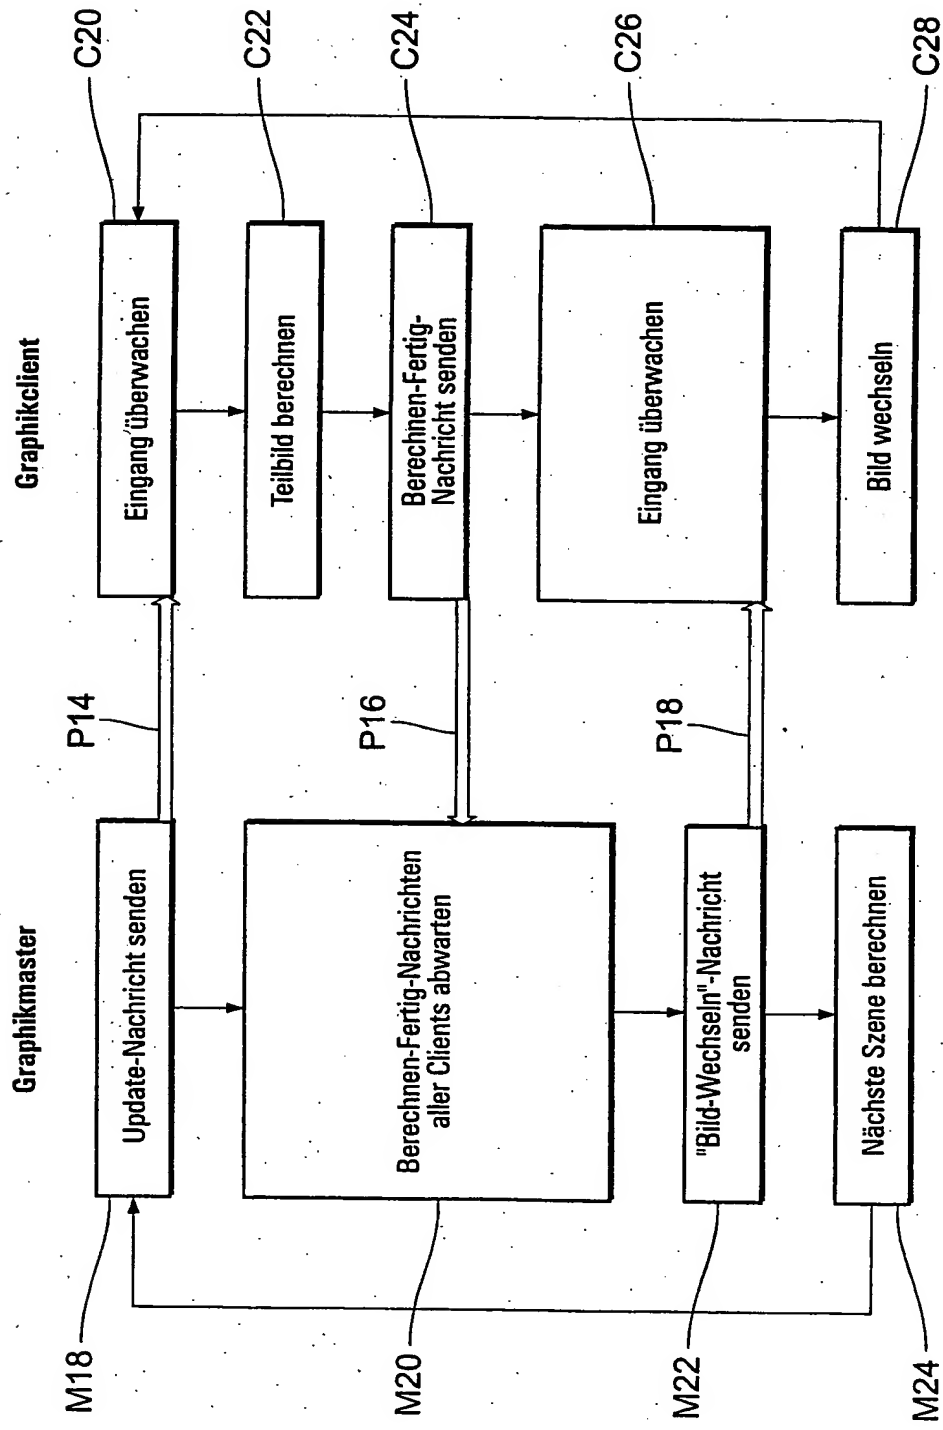 Graphikmaster
Graphikclient
M18
Update-Nachricht senden
P14
Eingang überwachen
C20
Teilbild berechnen
C22
M20
Berechnen-Fertig-Nachrichten
aller Clients abwarten
P16
Berechnen-Fertig-
Nachricht senden
C24
Eingang überwachen
C26
M22
"Bild-Wechseln"-Nachricht
senden
P18
M24
Nächste Szene berechnen
Bild wechseln
C28